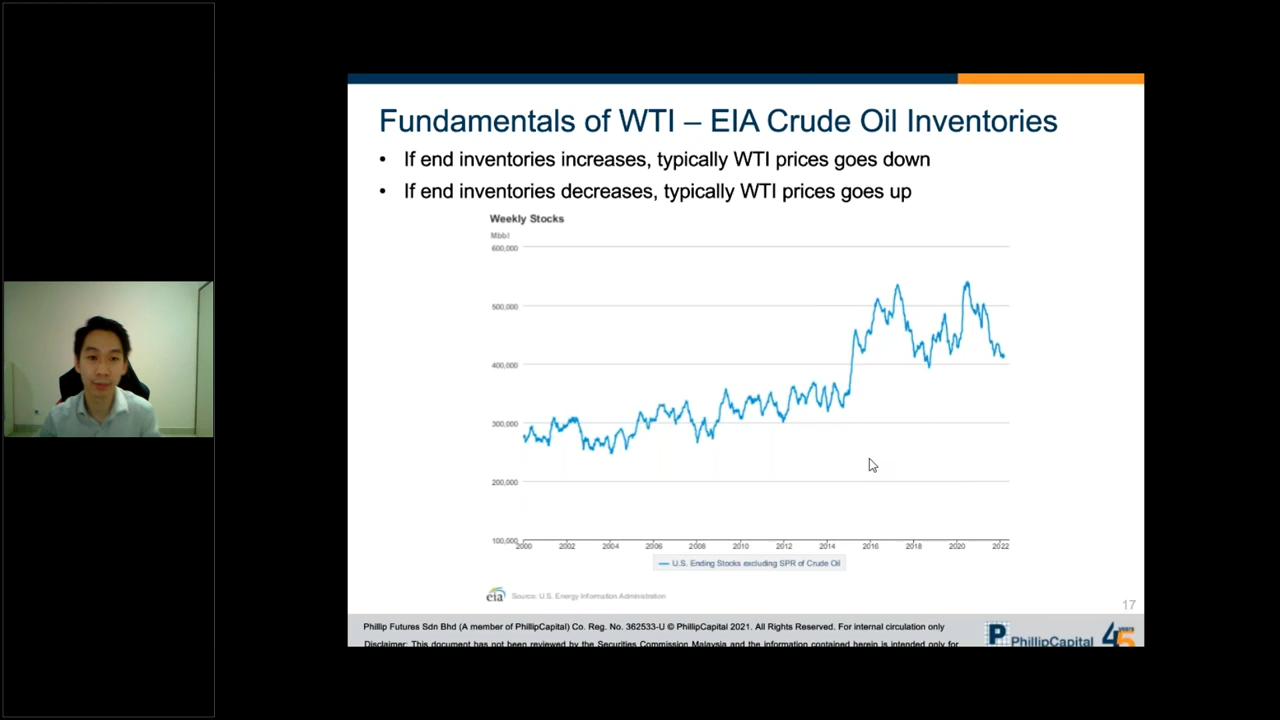 Fundamentals of WTI – EIA Crude Oil Inventories
• If end inventories increases, typically WTI prices goes down
• If end inventories decreases, typically WTI prices goes up
Weekly Stocks
Mbbl
600,000
500,000
400,000
300,000
200,000
100,000
2000 2002 2004 2006 2008 2010 2012 2014 2016 2018 2020 2022
U.S. Ending Stocks excluding SPR of Crude Oil
eia Source: U.S. Energy Information Administration
17
Phillip Futures Sdn Bhd (A member of PhillipCapital) Co. Reg. No. 362533-U © PhillipCapital 2021. All Rights Reserved. For internal circulation only
Disclaimer: This document has not been reviewed by the Securities Commission Malaysia and the information contained herein is intended only for
P PhillipCapital 45 years